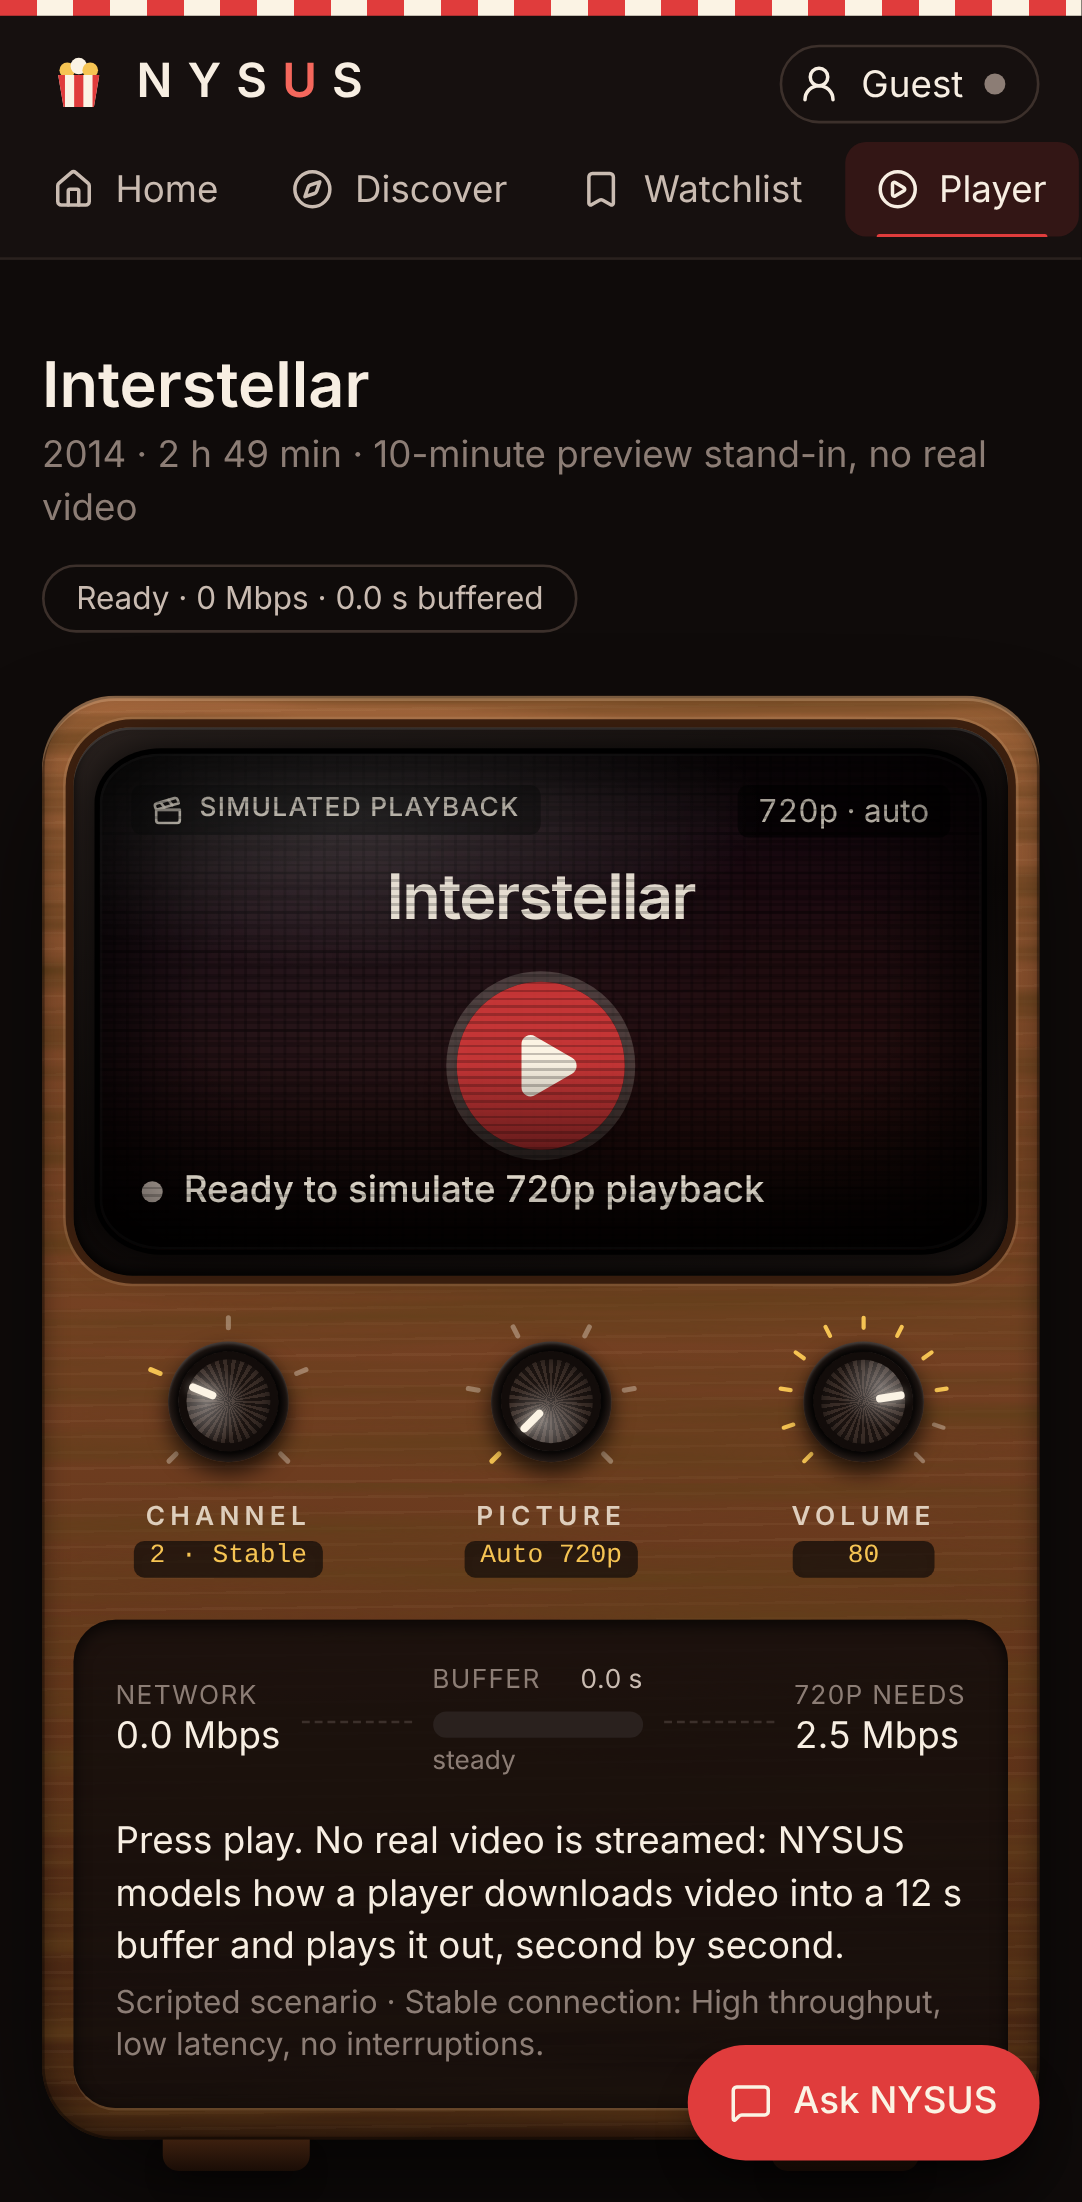 NYSUS
Guest
Home
Discover
Watchlist
Player
Interstellar
2014 · 2 h 49 min · 10-minute preview stand-in, no real
video
Ready · 0 Mbps · 0.0 s buffered
SIMULATED PLAYBACK
720p · auto
Interstellar
Ready to simulate 720p playback
CHANNEL
2 · Stable
PICTURE
Auto 720p
VOLUME
80
NETWORK
0.0 Mbps
BUFFER 0.0 s
steady
720P NEEDS
2.5 Mbps
Press play. No real video is streamed: NYSUS
models how a player downloads video into a 12 s
buffer and plays it out, second by second.
Scripted scenario · Stable connection: High throughput,
low latency, no interruptions.
Ask NYSUS